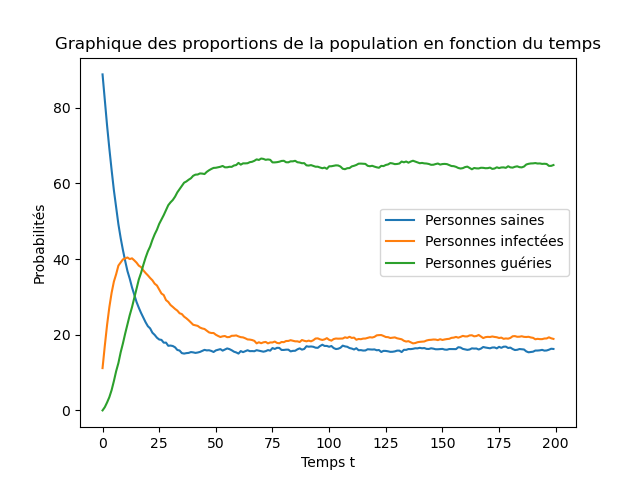 Graphique des proportions de la population en fonction du temps
Probabilités
80
60
40
20
0
Personnes saines
Personnes infectées
Personnes guéries
0 25 50 75 100 125 150 175 200
Temps t